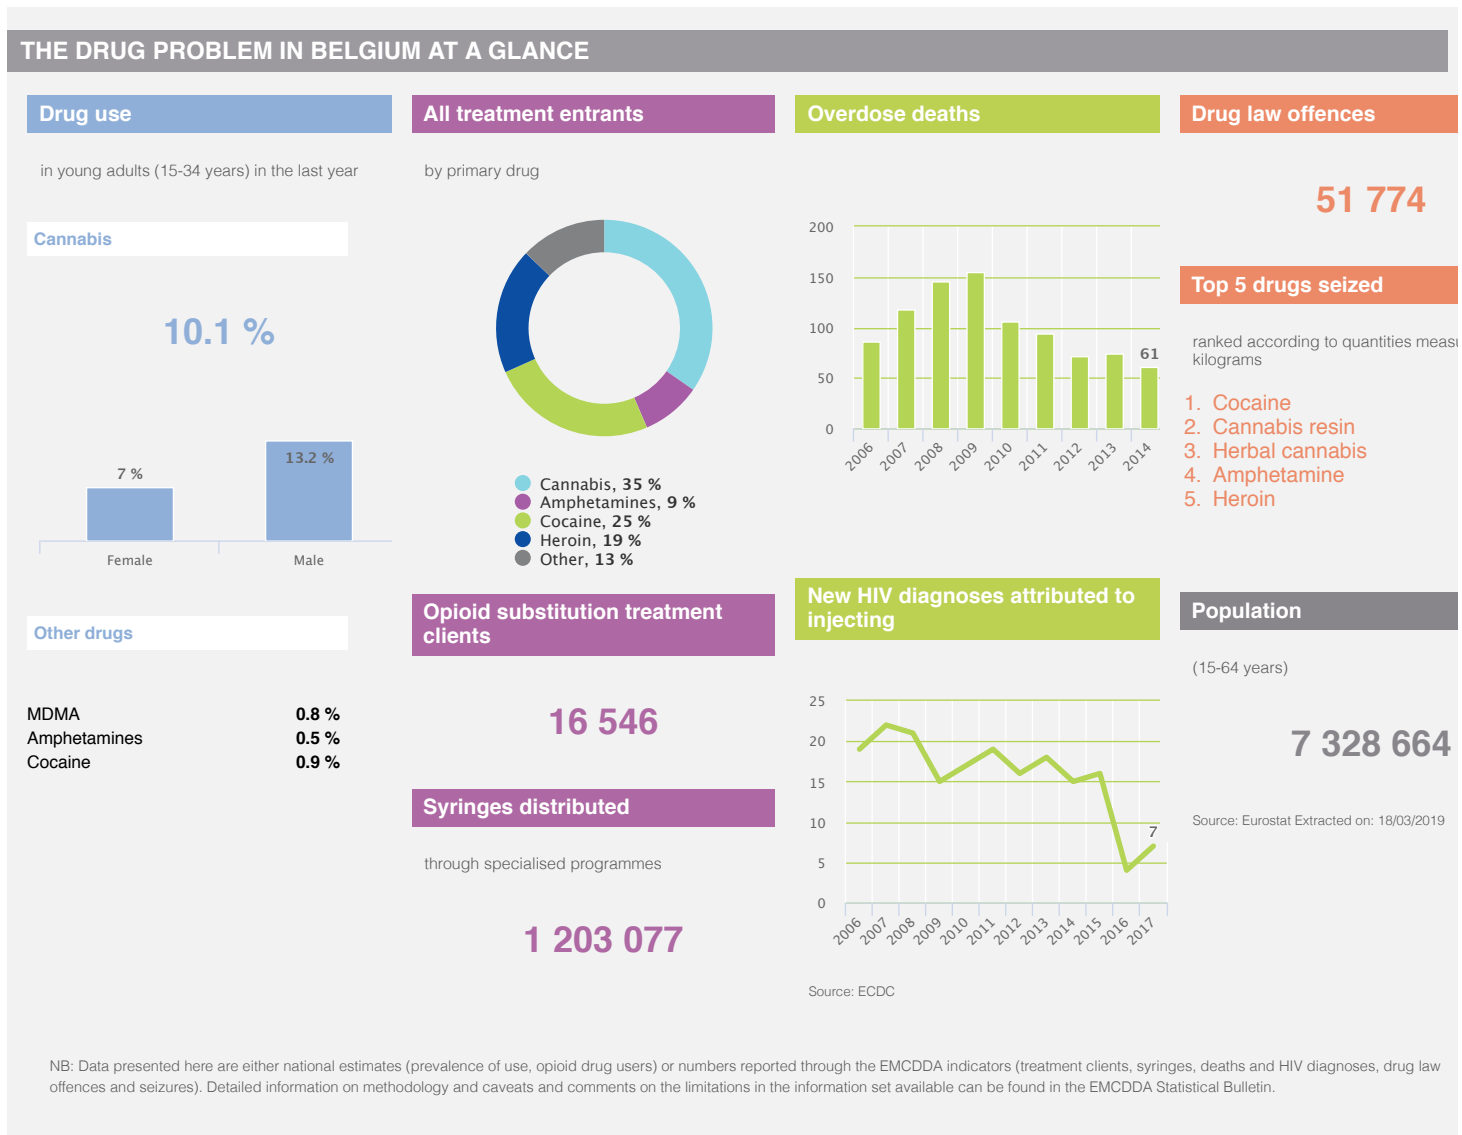 THE DRUG PROBLEM IN BELGIUM AT A GLANCE
Drug use
in young adults (15-34 years) in the last year
Cannabis
10.1 %
7 %
13.2 %
Female
Male
Other drugs
MDMA 0.8 %
Amphetamines 0.5 %
Cocaine 0.9 %
All treatment entrants
by primary drug
Cannabis, 35 %
Amphetamines, 9 %
Cocaine, 25 %
Heroin, 19 %
Other, 13 %
Opioid substitution treatment
clients
16 546
Syringes distributed
through specialised programmes
1 203 077
Overdose deaths
200
150
100
50
0
61
2006 2007 2008 2009 2010 2011 2012 2013 2014
New HIV diagnoses attributed to
injecting
25
20
15
10
5
0
7
2006 2007 2008 2009 2010 2011 2012 2013 2014 2015 2016 2017
Source: ECDC
Drug law offences
51 774
Top 5 drugs seized
ranked according to quantities
kilograms
1. Cocaine
2. Cannabis resin
3. Herbal cannabis
4. Amphetamine
5. Heroin
Population
(15-64 years)
7 328 664
Source: Eurostat Extracted on: 18/03/2019
NB: Data presented here are either national estimates (prevalence of use, opioid drug users) or numbers reported through the EMCDDA indicators (treatment clients, syringes, deaths and HIV diagnoses, drug law
offences and seizures). Detailed information on methodology and caveats and comments on the limitations in the information set available can be found in the EMCDDA Statistical Bulletin.